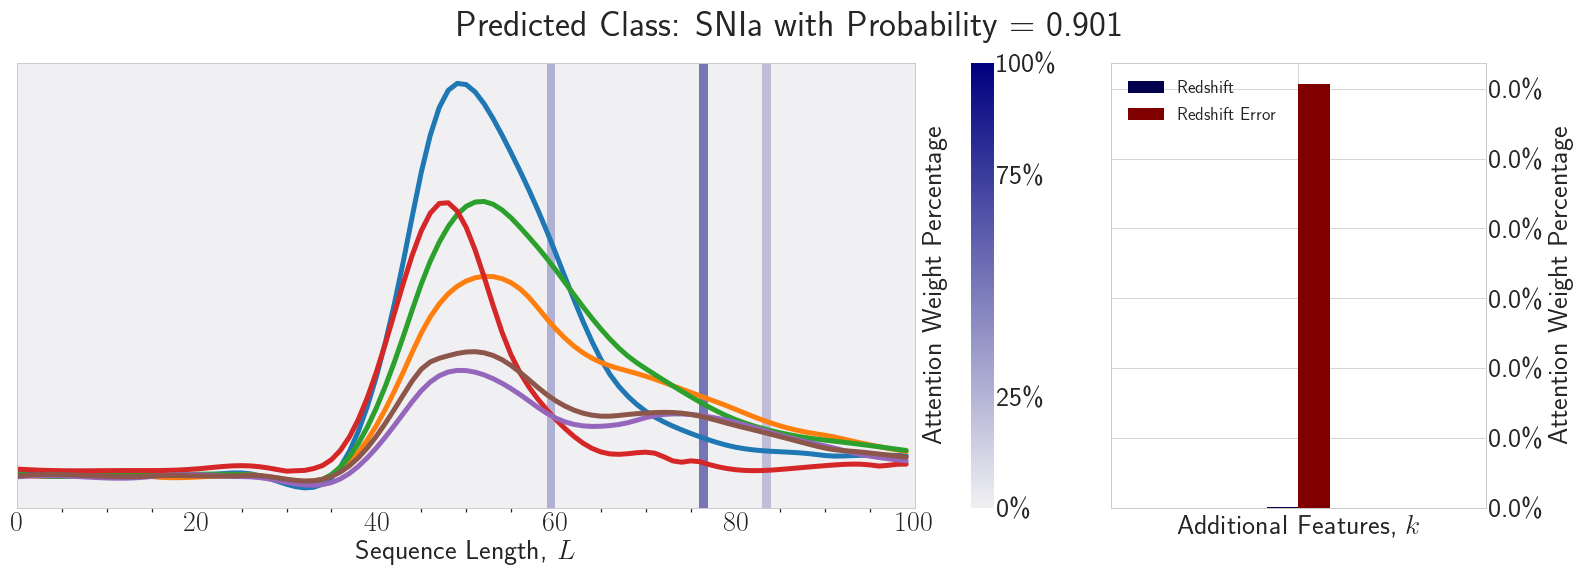 Predicted Class: SNIa with Probability = 0.901
100%
75%
25%
0%
Attention Weight Percentage
0
20
40
60
80
100
Sequence Length, L
Redshift
Redshift Error
0.0%
0.0%
0.0%
0.0%
0.0%
0.0%
0.0%
Attention Weight Percentage
Additional Features, k